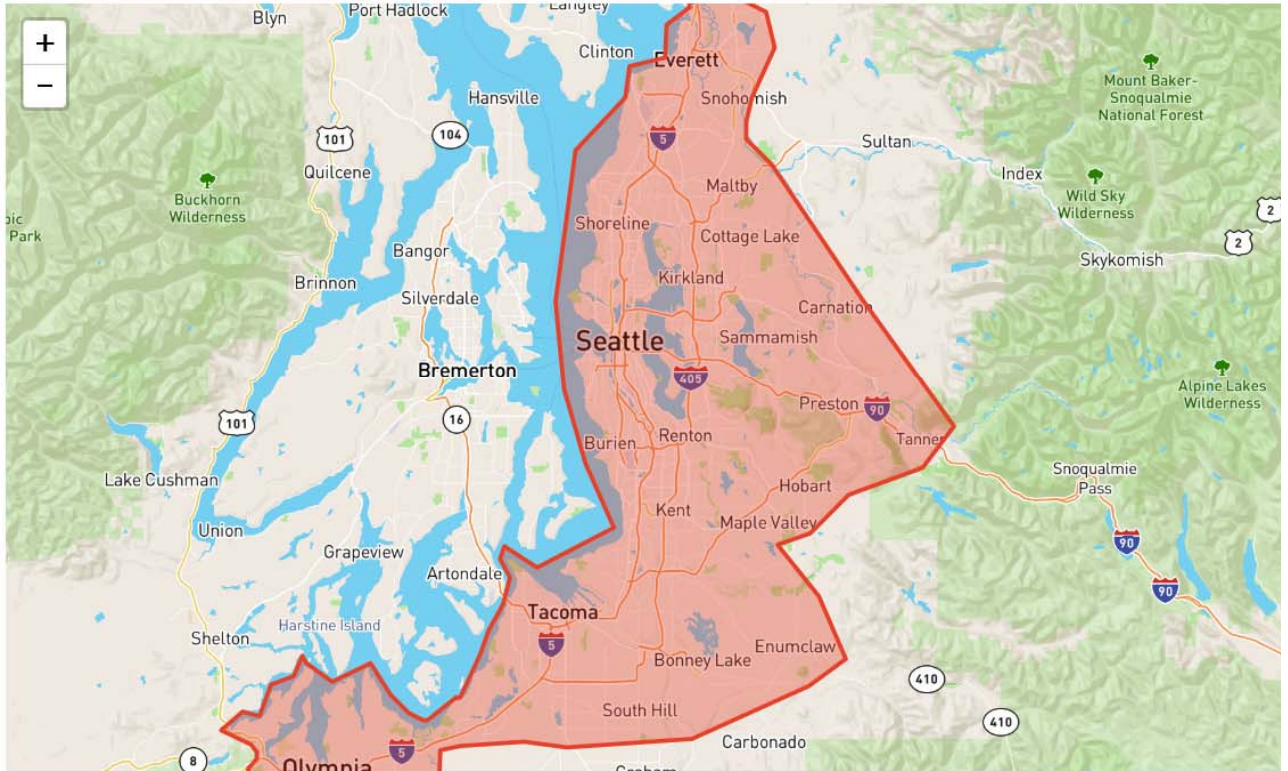 Port Hadlock
Langley
Blyn
+
−
Clinton
Everett
Mount Baker-
Snoqualmie
National Forest
Hansville
Snohomish
104
101
5
Sultan
Quilcene
Index
Buckhorn
Wilderness
Maltby
Wild Sky
Wilderness
2
Park
Shoreline
Cottage Lake
2
Bangor
Skykomish
Brinnon
Kirkland
Silverdale
Carnation
Seattle
Sammamish
Bremerton
405
Alpine Lakes
Wilderness
Preston
90
16
101
Burien
Renton
Tanner
Snoqualmie
Pass
Lake Cushman
Hobart
Kent
Maple Valley
Union
Grapeview
90
Artondale
90
Tacoma
Harstine Island
Shelton
5
Enumclaw
Bonney Lake
410
South Hill
410
Carbonado
5
8
Olympia
Graham